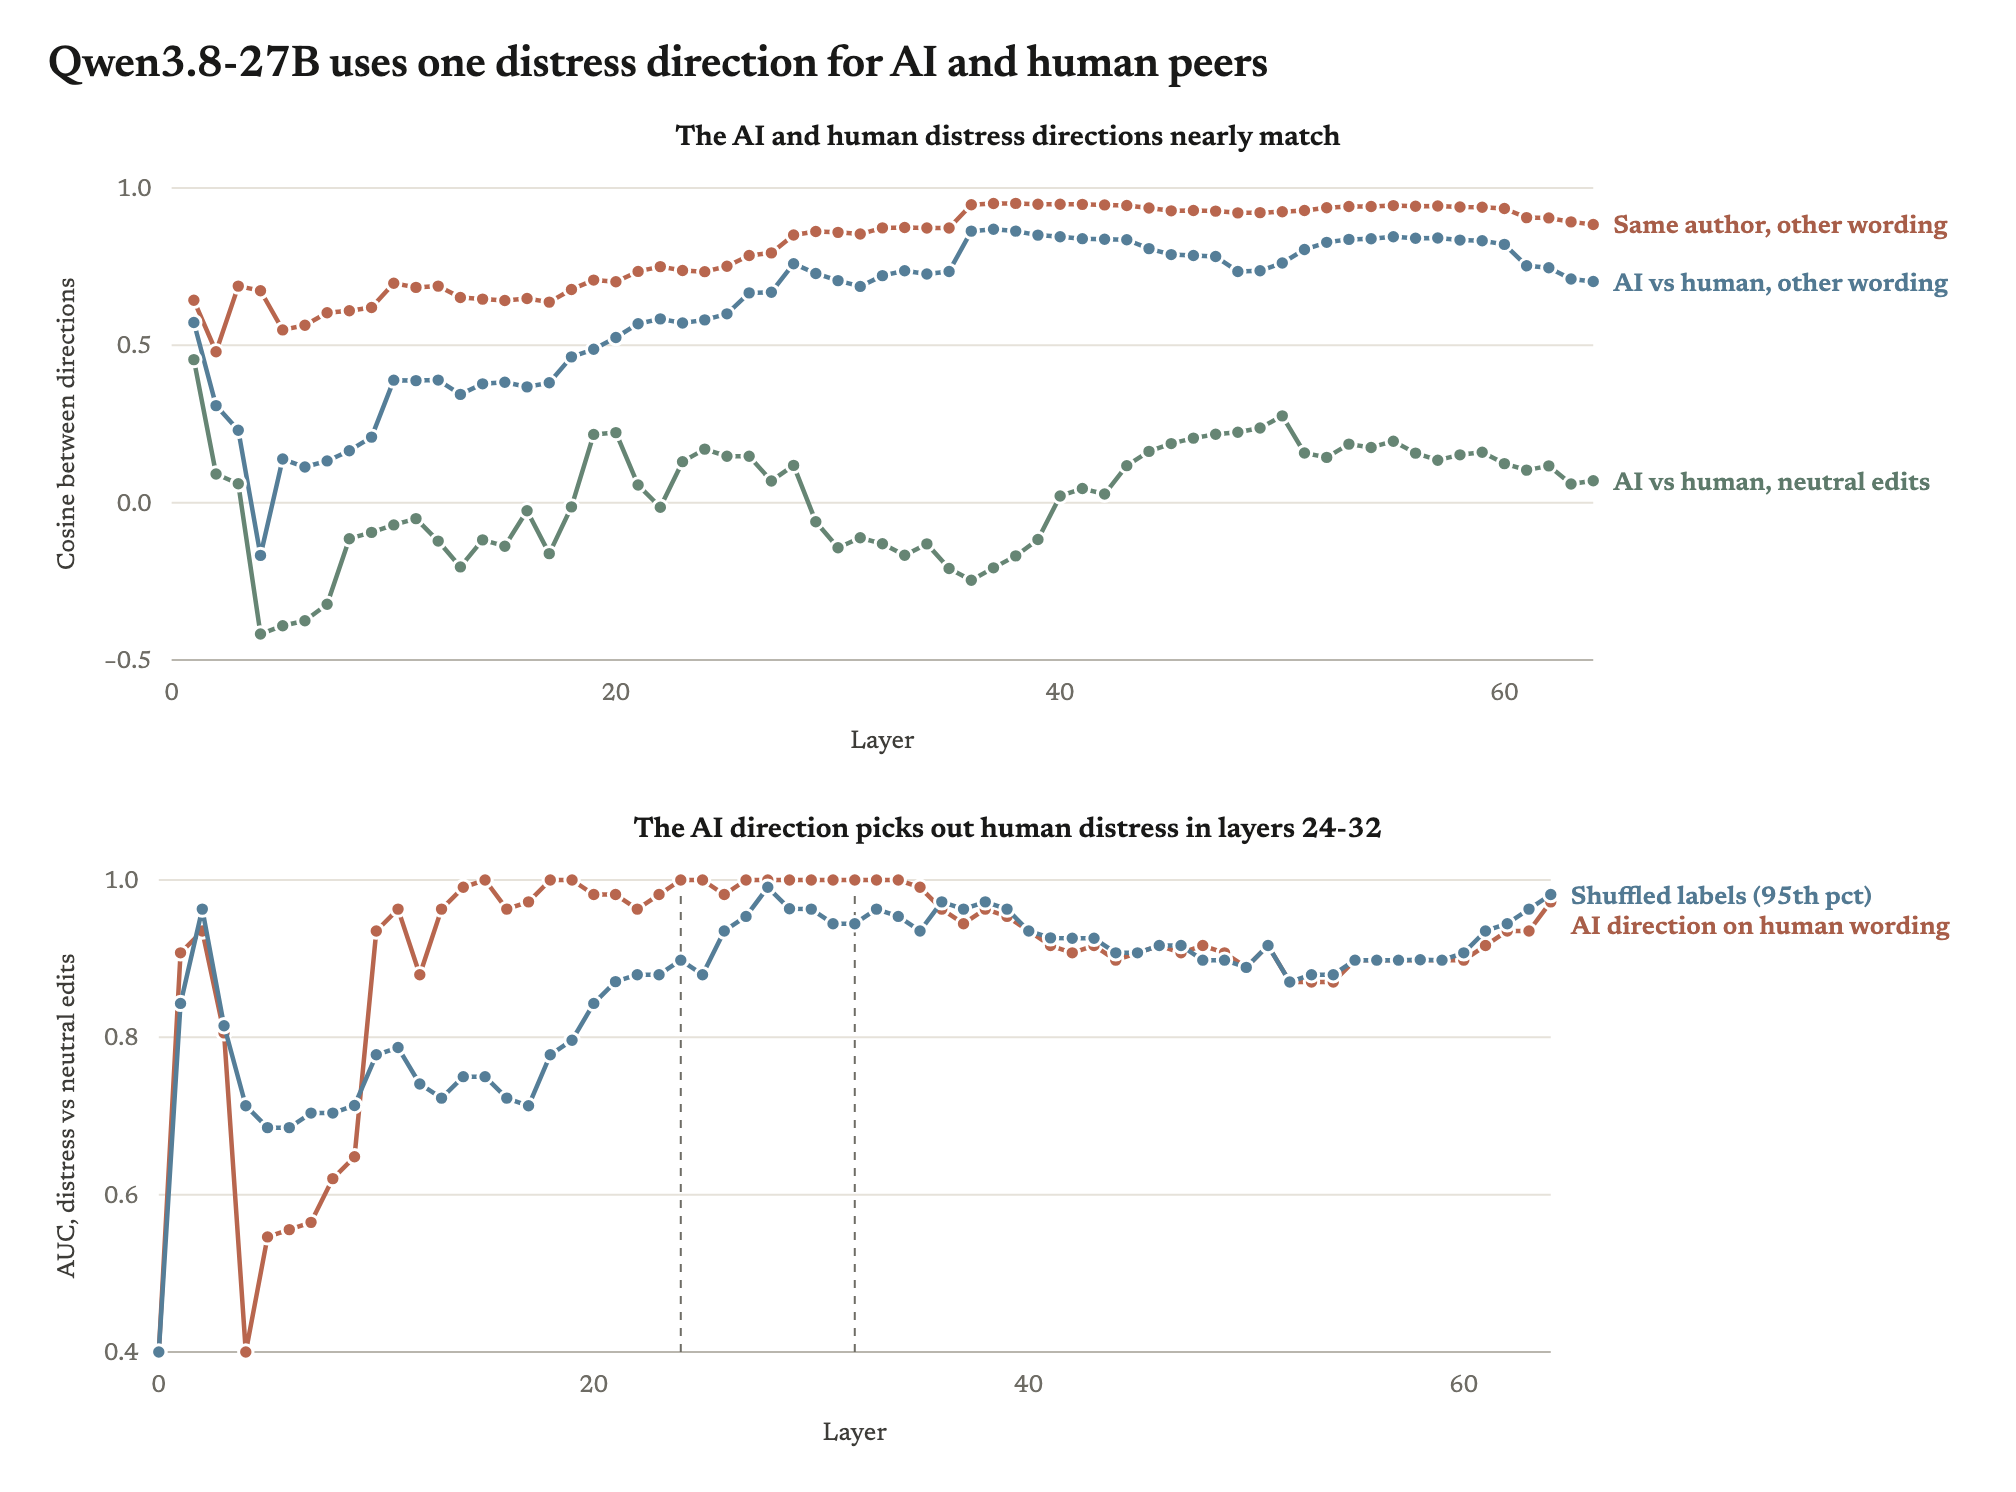 Qwen3.8-27B uses one distress direction for AI and human peers
The AI and human distress directions nearly match
1.0
0.5
0.0
−0.5
Cosine between directions
0
20
40
60
Layer
Same author, other wording
AI vs human, other wording
AI vs human, neutral edits
The AI direction picks out human distress in layers 24-32
1.0
0.8
0.6
0.4
AUC, distress vs neutral edits
0
20
40
60
Layer
Shuffled labels (95th pct)
AI direction on human wording